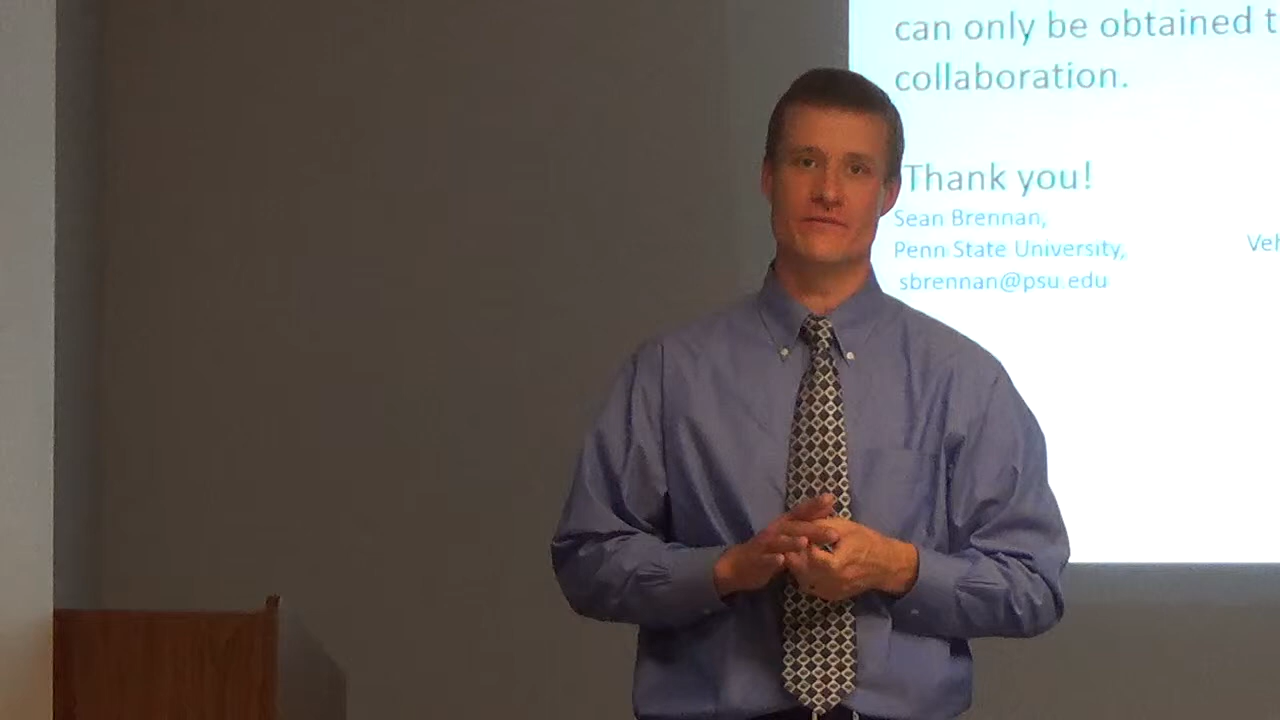 can only be obtained t
collaboration.
Thank you!
Sean Brennan,
Penn State University,
Veh
sbrennan@psu.edu